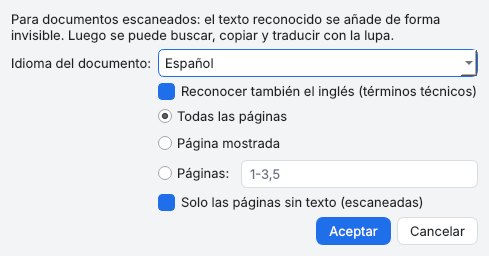 Para documentos escaneados: el texto reconocido se añade de forma
invisible. Luego se puede buscar, copiar y traducir con la lupa.
Idioma del documento: Español
Reconocer también el inglés (términos técnicos)
Todas las páginas
Página mostrada
Páginas: 1-3,5
Solo las páginas sin texto (escaneadas)
Aceptar Cancelar